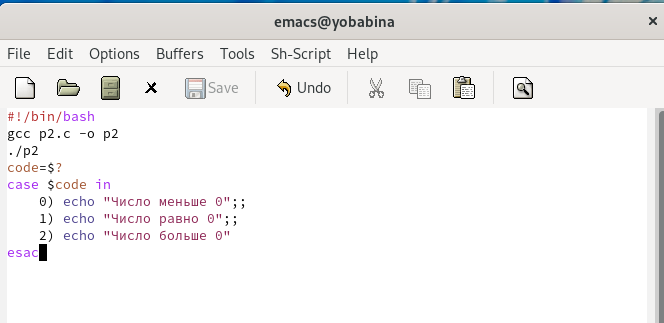 emacs@yobabina
File Edit Options Buffers Tools Sh-Script Help
Save Undo
#!/bin/bash
gcc p2.c -o p2
./p2
code=$?
case $code in
    0) echo "Число меньше 0";;
    1) echo "Число равно 0";;
    2) echo "Число больше 0"
esac